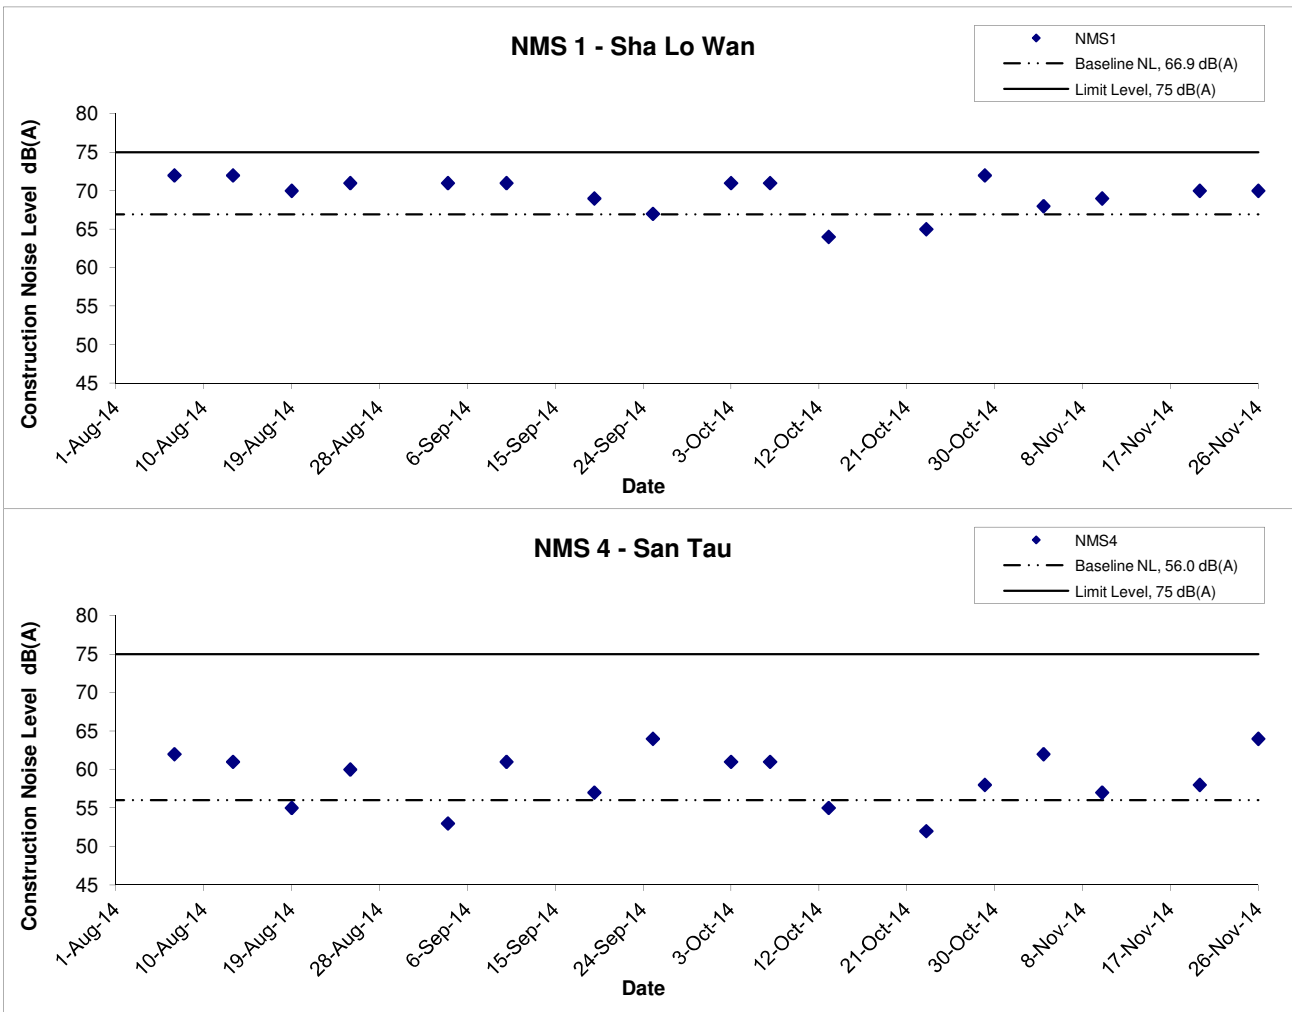 NMS 1 - Sha Lo Wan
NMS1
Baseline NL, 66.9 dB(A)
Limit Level, 75 dB(A)
Construction Noise Level dB(A)
80
75
70
65
60
55
50
45
1-Aug-14
10-Aug-14
19-Aug-14
28-Aug-14
6-Sep-14
15-Sep-14
24-Sep-14
3-Oct-14
12-Oct-14
21-Oct-14
30-Oct-14
8-Nov-14
17-Nov-14
26-Nov-14
Date
NMS 4 - San Tau
NMS4
Baseline NL, 56.0 dB(A)
Limit Level, 75 dB(A)
Construction Noise Level dB(A)
80
75
70
65
60
55
50
45
1-Aug-14
10-Aug-14
19-Aug-14
28-Aug-14
6-Sep-14
15-Sep-14
24-Sep-14
3-Oct-14
12-Oct-14
21-Oct-14
30-Oct-14
8-Nov-14
17-Nov-14
26-Nov-14
Date